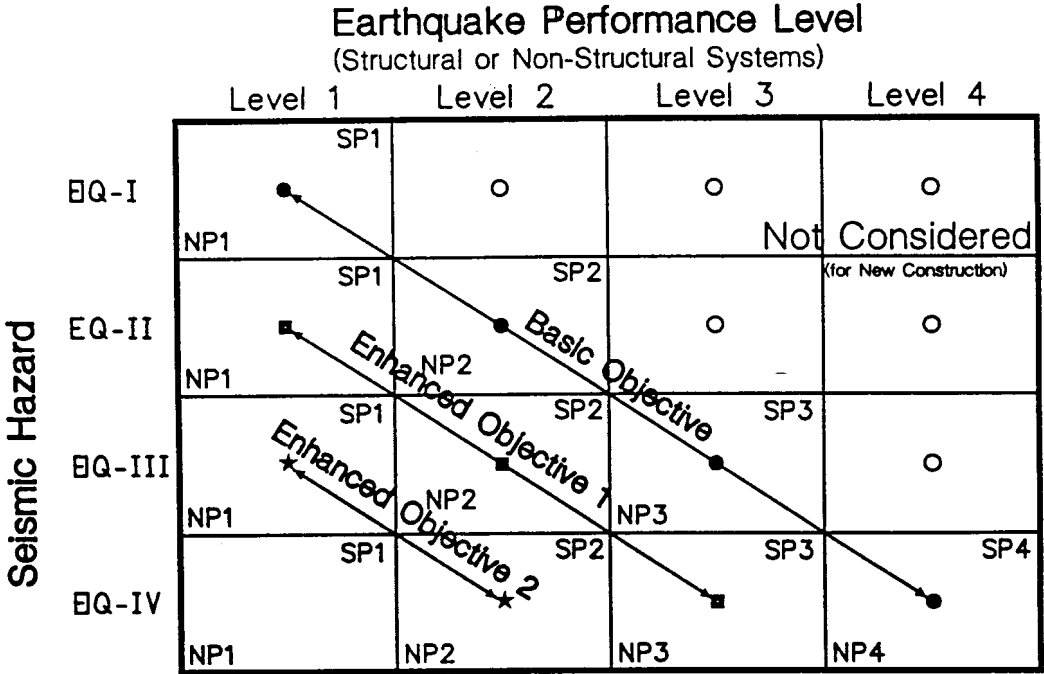 Earthquake Performance Level
(Structural or Non-Structural Systems)
Level 1 Level 2 Level 3 Level 4
SP1
EQ-I
NP1
Not Considered
(for New Construction)
SP1 SP2
EQ-II
Basic Objective
NP1 NP2
Enhanced Objective 1
SP1 SP2 SP3
EQ-III
NP1 NP2 NP3
Enhanced Objective 2
SP1 SP2 SP3 SP4
EQ-IV
NP1 NP2 NP3 NP4
Seismic Hazard